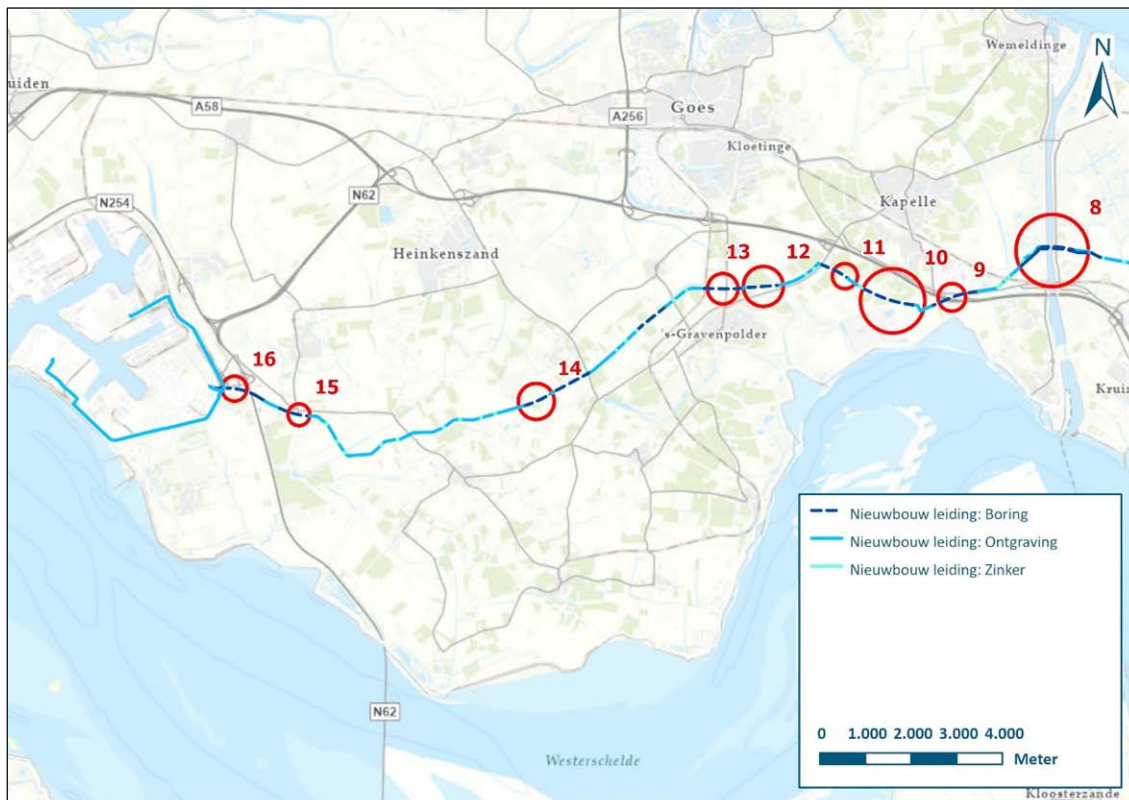 Wemeldinge
N
uiden
A58
Goes
A256
Kloetinge
N62
Kapelle
N254
8
Heinkenszand
13
12
11
10
9
's-Gravenpolder
16
14
Kruin
15
Nieuwbouw leiding: Boring
Nieuwbouw leiding: Ontgraving
Nieuwbouw leiding: Zinker
N62
0 1.000 2.000 3.000 4.000
Meter
Westerschelde
Kloosterzande